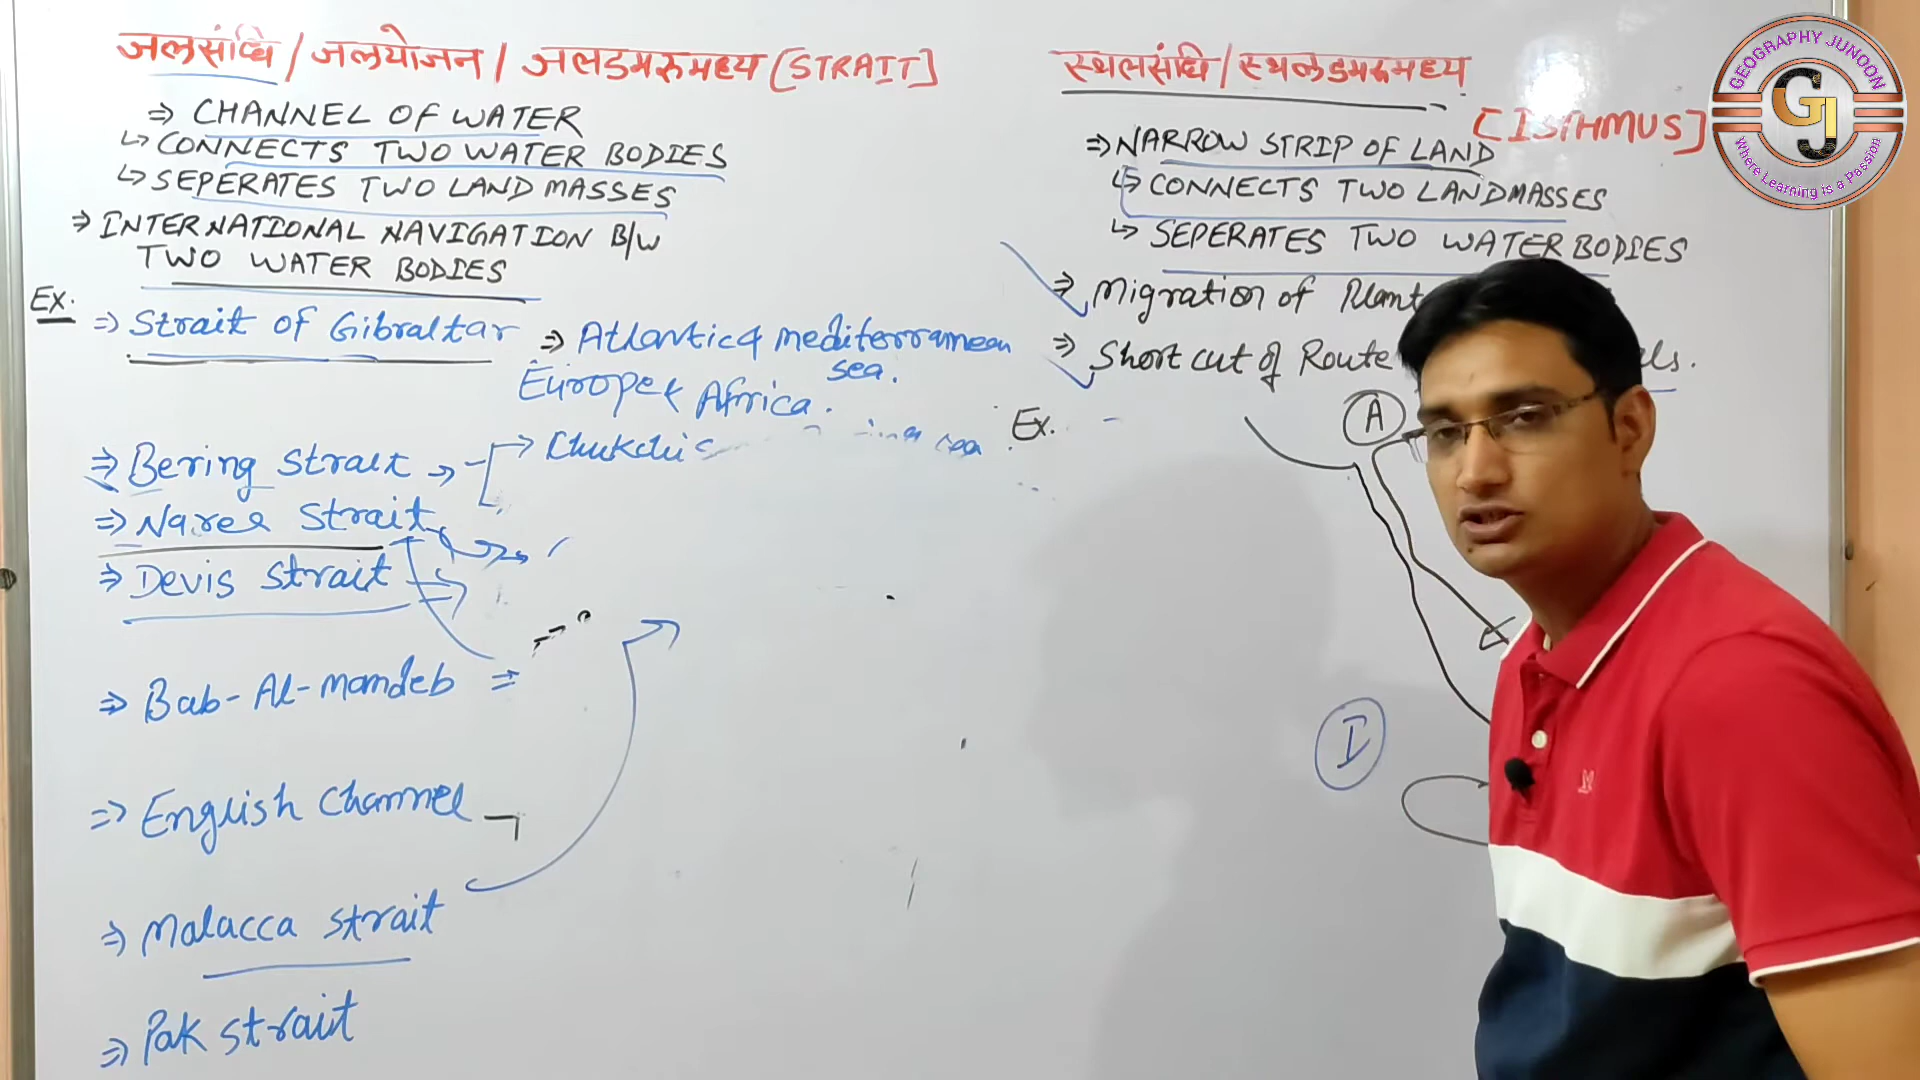 जलसंधि / जलयोजन / जलडमरुमध्य [STRAIT]
⇒ CHANNEL OF WATER
↳ CONNECTS TWO WATER BODIES
↳ SEPERATES TWO LAND MASSES
⇒ INTERNATIONAL NAVIGATION B/W
TWO WATER BODIES
Ex.
⇒ Strait of Gibraltar ⇒ Atlantic & mediterranean
sea.
Europe & Africa.
⇒ Bering Strait → Chukchi
⇒ Nares Strait
⇒ Devis strait
⇒ Bab-Al-mandeb ⇒
⇒ English Channel
⇒ Malacca strait
⇒ Pak strait
स्थलसंधि / स्थलडमरुमध्य
[ISTHMUS]
⇒ NARROW STRIP OF LAND
↳ CONNECTS TWO LANDMASSES
↳ SEPERATES TWO WATER BODIES
⇒ Migration of Plant
⇒ Short cut of Route
Ex.
A
I
GEOGRAPHY JUNOON
GJ
Where Learning is a Passion